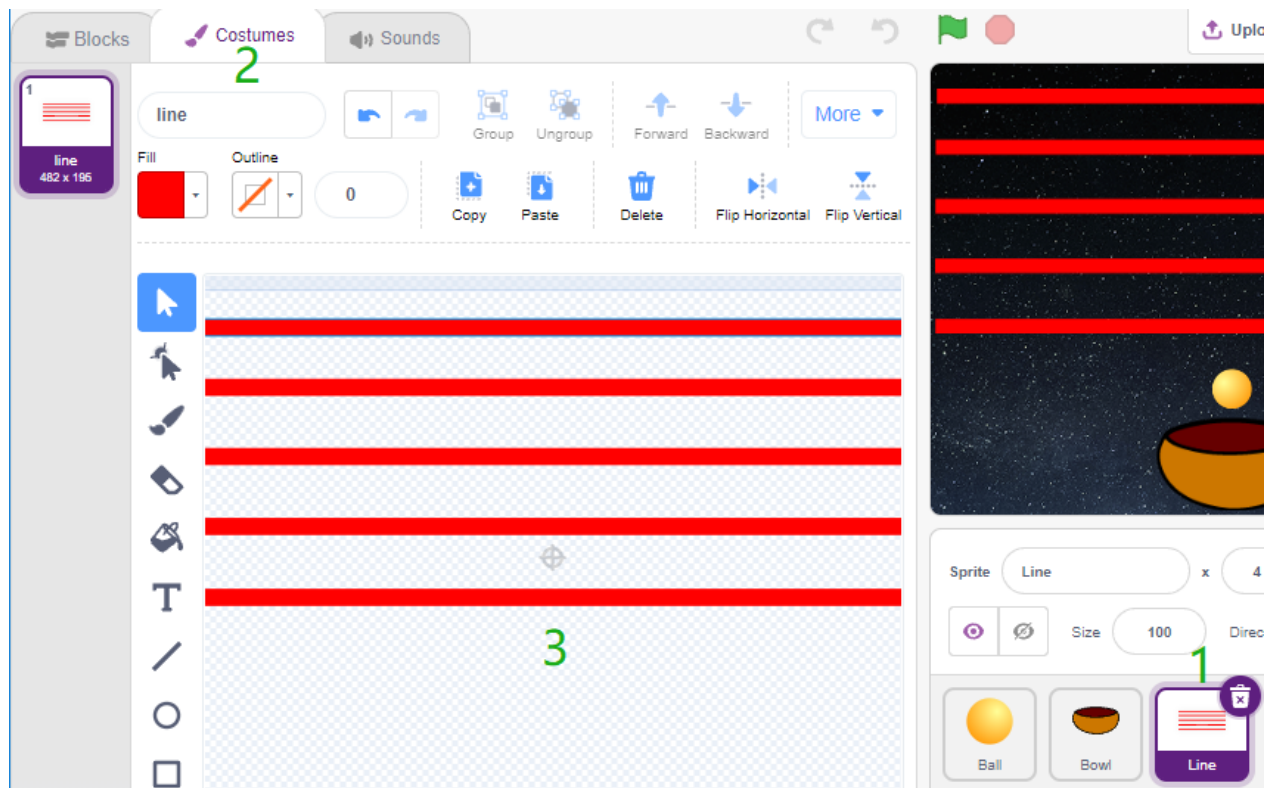 Blocks
Costumes
Sounds
Uplo
2
1
line
Group
Ungroup
Forward
Backward
More
line
482 x 195
Fill
Outline
0
Copy
Paste
Delete
Flip Horizontal
Flip Vertical
T
3
Sprite
Line
x
4
Size
100
Direc
1
Ball
Bowl
Line